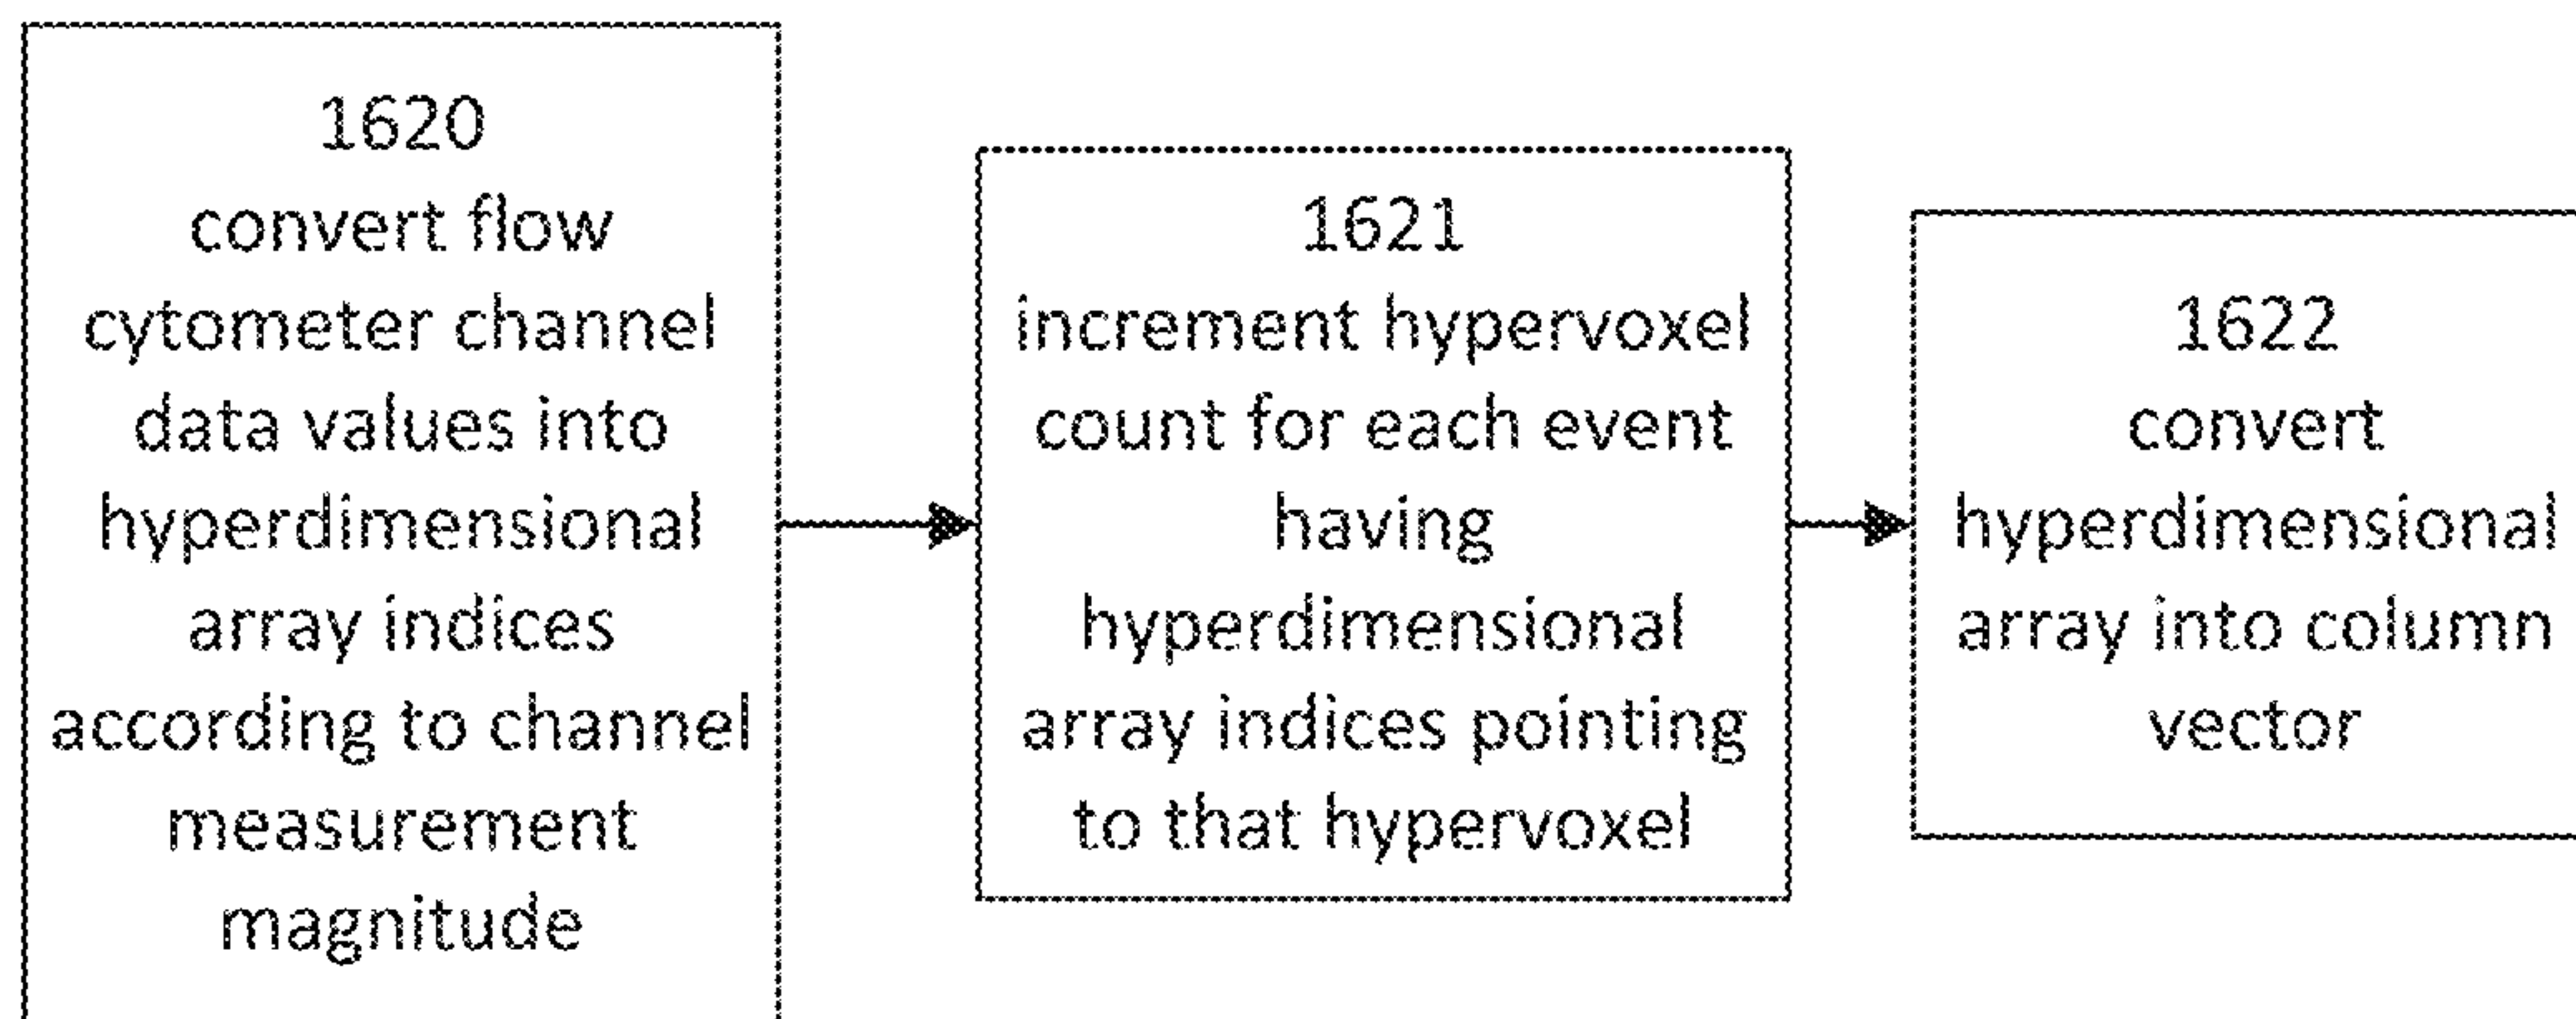 1620
convert flow
cytometer channel
data values into
hyperdimensional
array indices
according to channel
measurement
magnitude
1621
increment hypervoxel
count for each event
having
hyperdimensional
array indices pointing
to that hypervoxel
1622
convert
hyperdimensional
array into column
vector